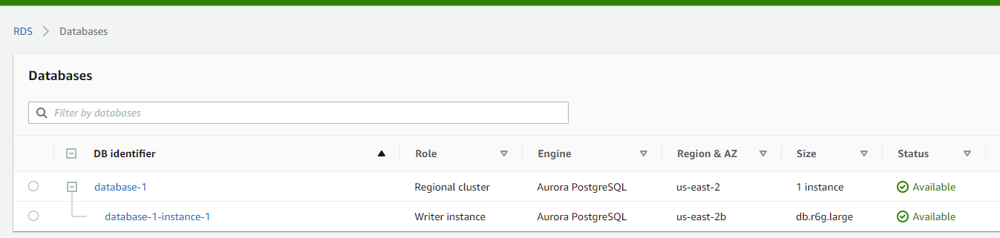 RDS > Databases
Databases
Filter by databases
DB identifier Role Engine Region & AZ Size Status
database-1 Regional cluster Aurora PostgreSQL us-east-2 1 instance Available
database-1-instance-1 Writer instance Aurora PostgreSQL us-east-2b db.r6g.large Available